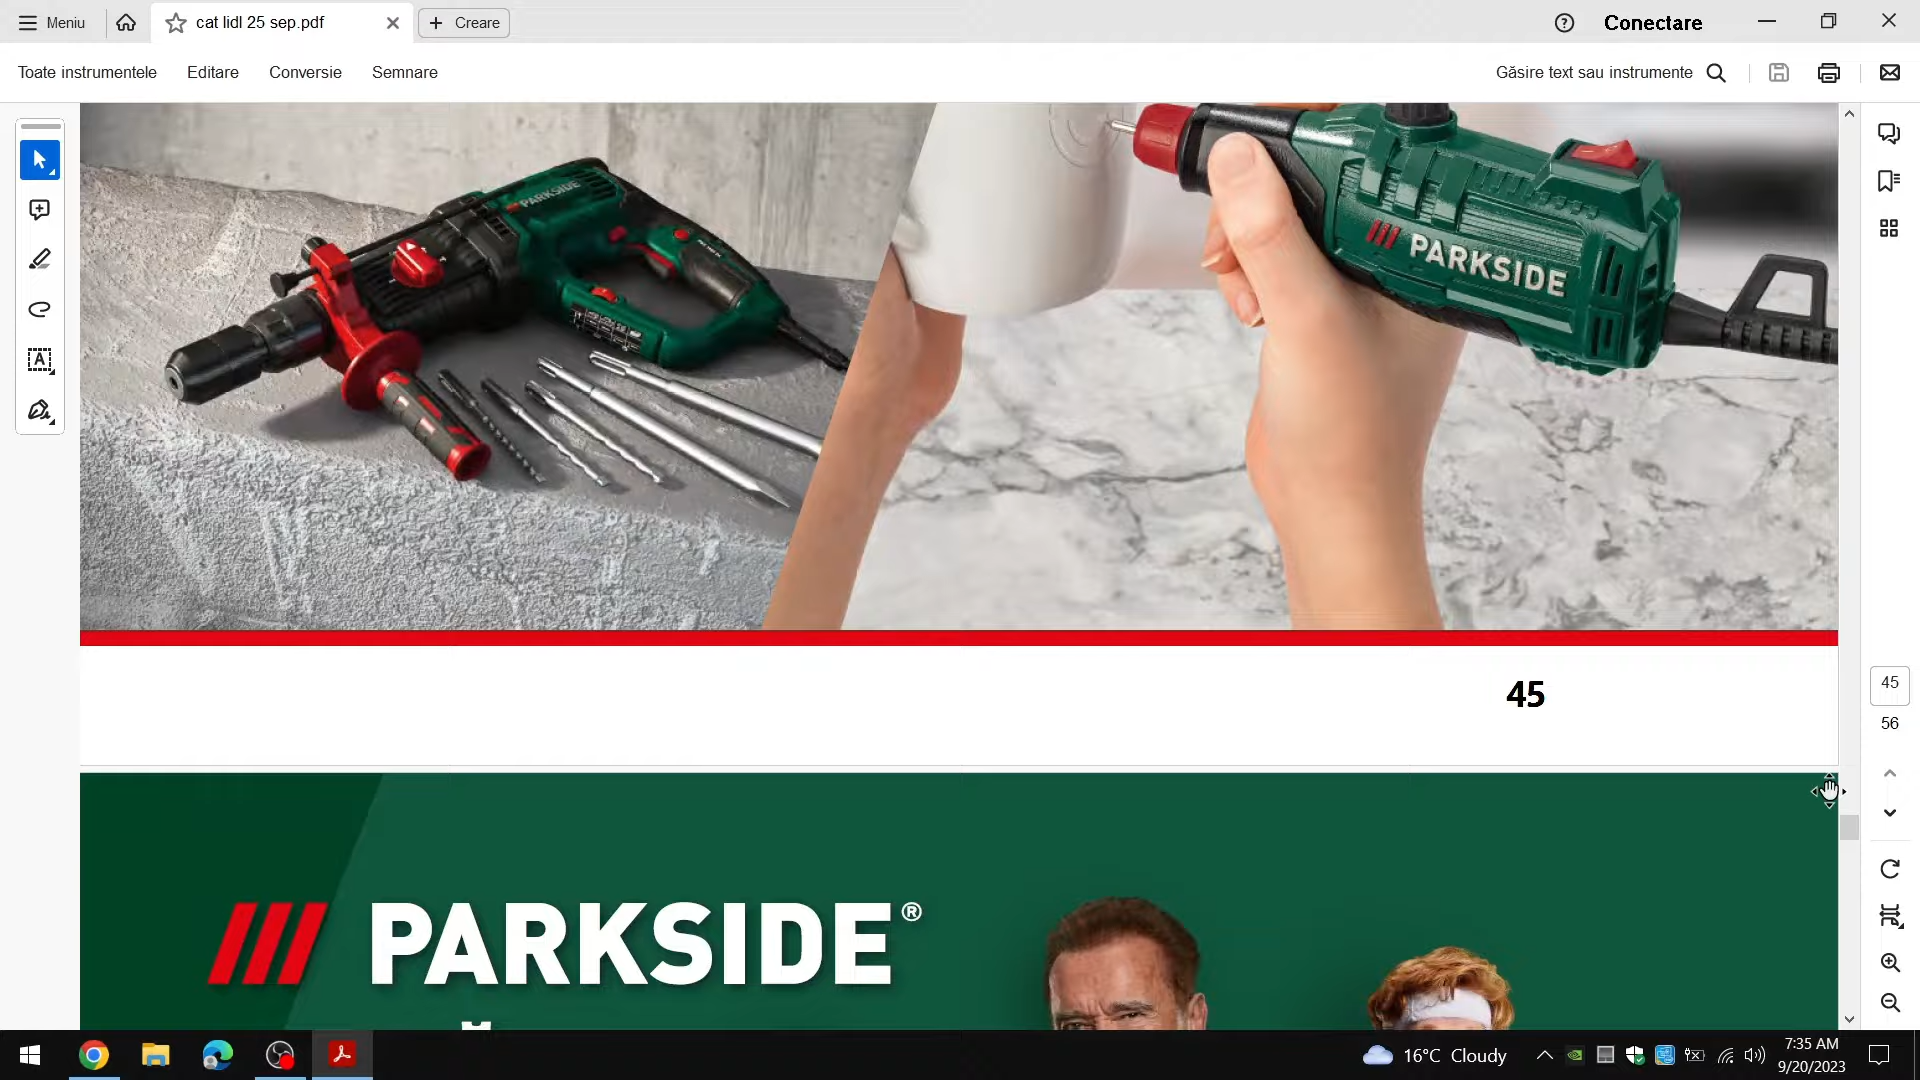 Meniu
cat lidl 25 sep.pdf
Creare
Conectare
Toate instrumentele
Editare
Conversie
Semnare
Găsire text sau instrumente
PARKSIDE
PARKSIDE
45
45
56
PARKSIDE®
16°C Cloudy
7:35 AM
9/20/2023